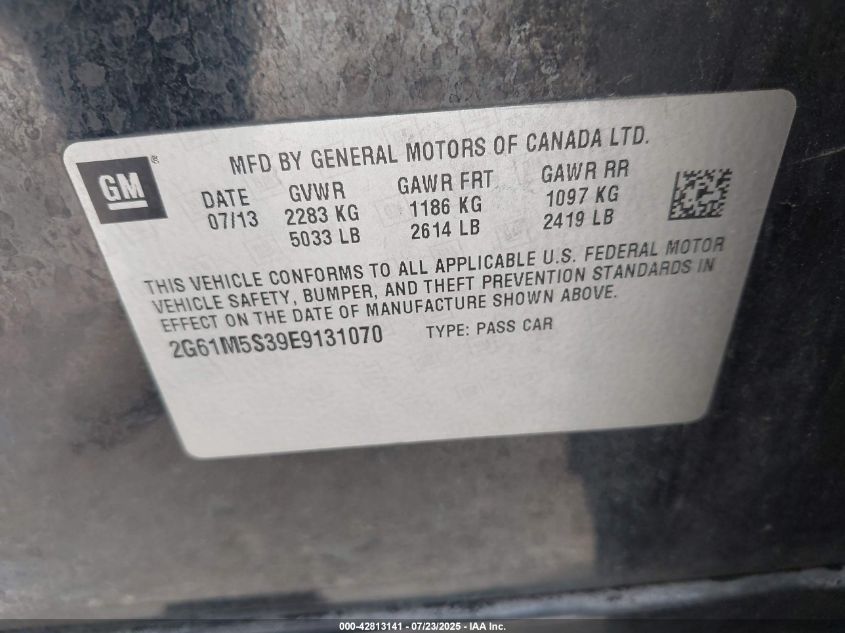 GM ®
MFD BY GENERAL MOTORS OF CANADA LTD.
DATE GVWR GAWR FRT GAWR RR
07/13 2283 KG 1186 KG 1097 KG
5033 LB 2614 LB 2419 LB
THIS VEHICLE CONFORMS TO ALL APPLICABLE U.S. FEDERAL MOTOR
VEHICLE SAFETY, BUMPER, AND THEFT PREVENTION STANDARDS IN
EFFECT ON THE DATE OF MANUFACTURE SHOWN ABOVE.
2G61M5S39E9131070 TYPE: PASS CAR
000-42813141 - 07/23/2025 - IAA Inc.